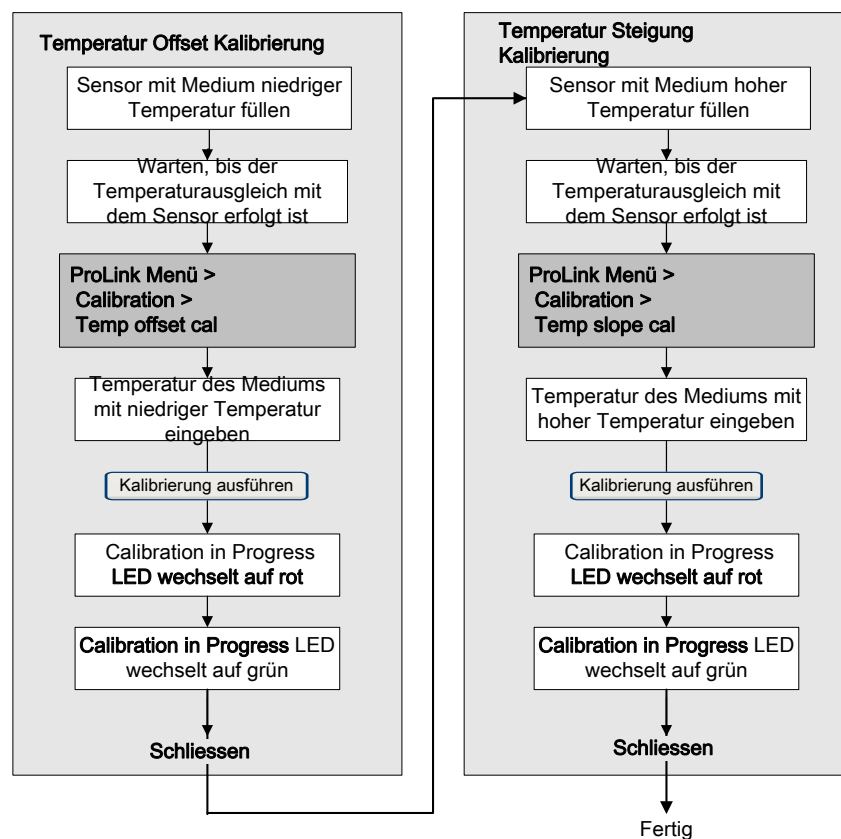 Temperatur Offset Kalibrierung
Sensor mit Medium niedriger
Temperatur füllen
Warten, bis der
Temperaturausgleich mit
dem Sensor erfolgt ist
ProLink Menü >
Calibration >
Temp offset cal
Temperatur des Mediums
mit niedriger Temperatur
eingeben
Kalibrierung ausführen
Calibration in Progress
LED wechselt auf rot
Calibration in Progress LED
wechselt auf grün
Schliessen
Temperatur Steigung
Kalibrierung
Sensor mit Medium hoher
Temperatur füllen
Warten, bis der
Temperaturausgleich mit
dem Sensor erfolgt ist
ProLink Menü >
Calibration >
Temp slope cal
Temperatur des Mediums mit
hoher Temperatur eingeben
Kalibrierung ausführen
Calibration in Progress
LED wechselt auf rot
Calibration in Progress LED
wechselt auf grün
Schliessen
Fertig